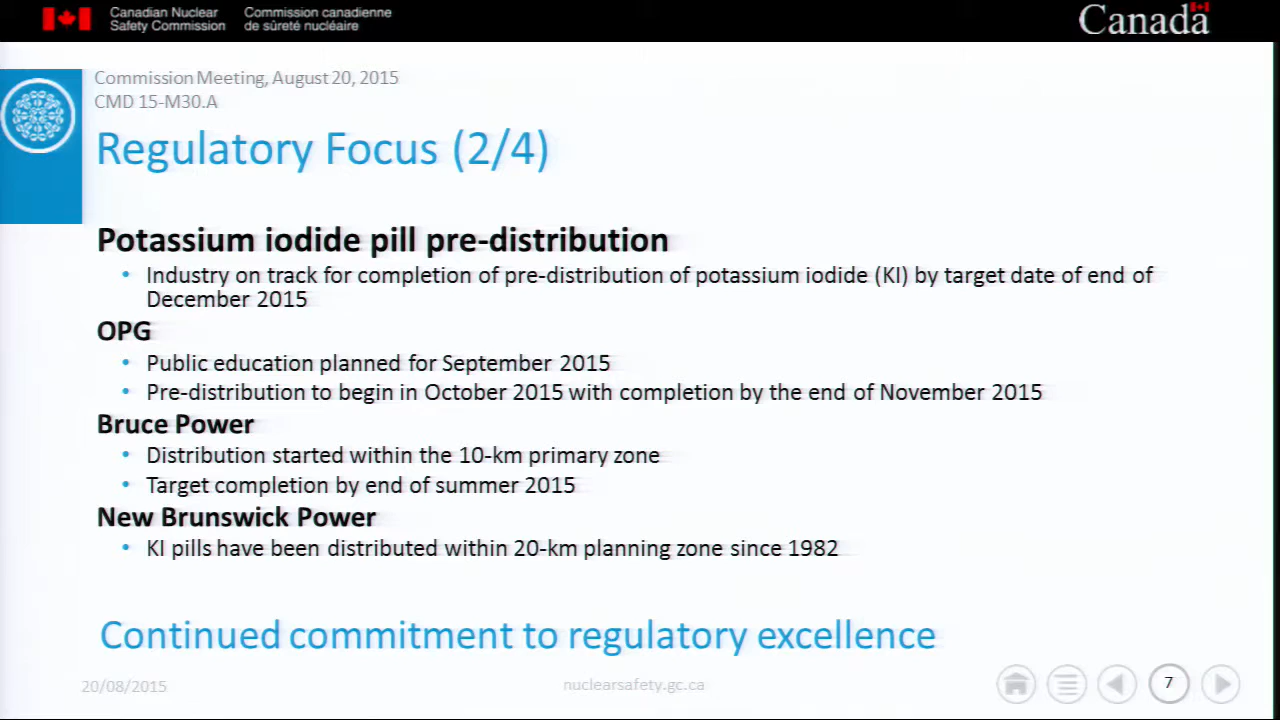 Canadian Nuclear
Safety Commission
Commission canadienne
de sûreté nucléaire
Canada
Commission Meeting, August 20, 2015
CMD 15-M30.A
Regulatory Focus (2/4)
Potassium iodide pill pre-distribution
• Industry on track for completion of pre-distribution of potassium iodide (KI) by target date of end of
December 2015
OPG
• Public education planned for September 2015
• Pre-distribution to begin in October 2015 with completion by the end of November 2015
Bruce Power
• Distribution started within the 10-km primary zone
• Target completion by end of summer 2015
New Brunswick Power
• KI pills have been distributed within 20-km planning zone since 1982
Continued commitment to regulatory excellence
20/08/2015
nuclearsafety.gc.ca
7